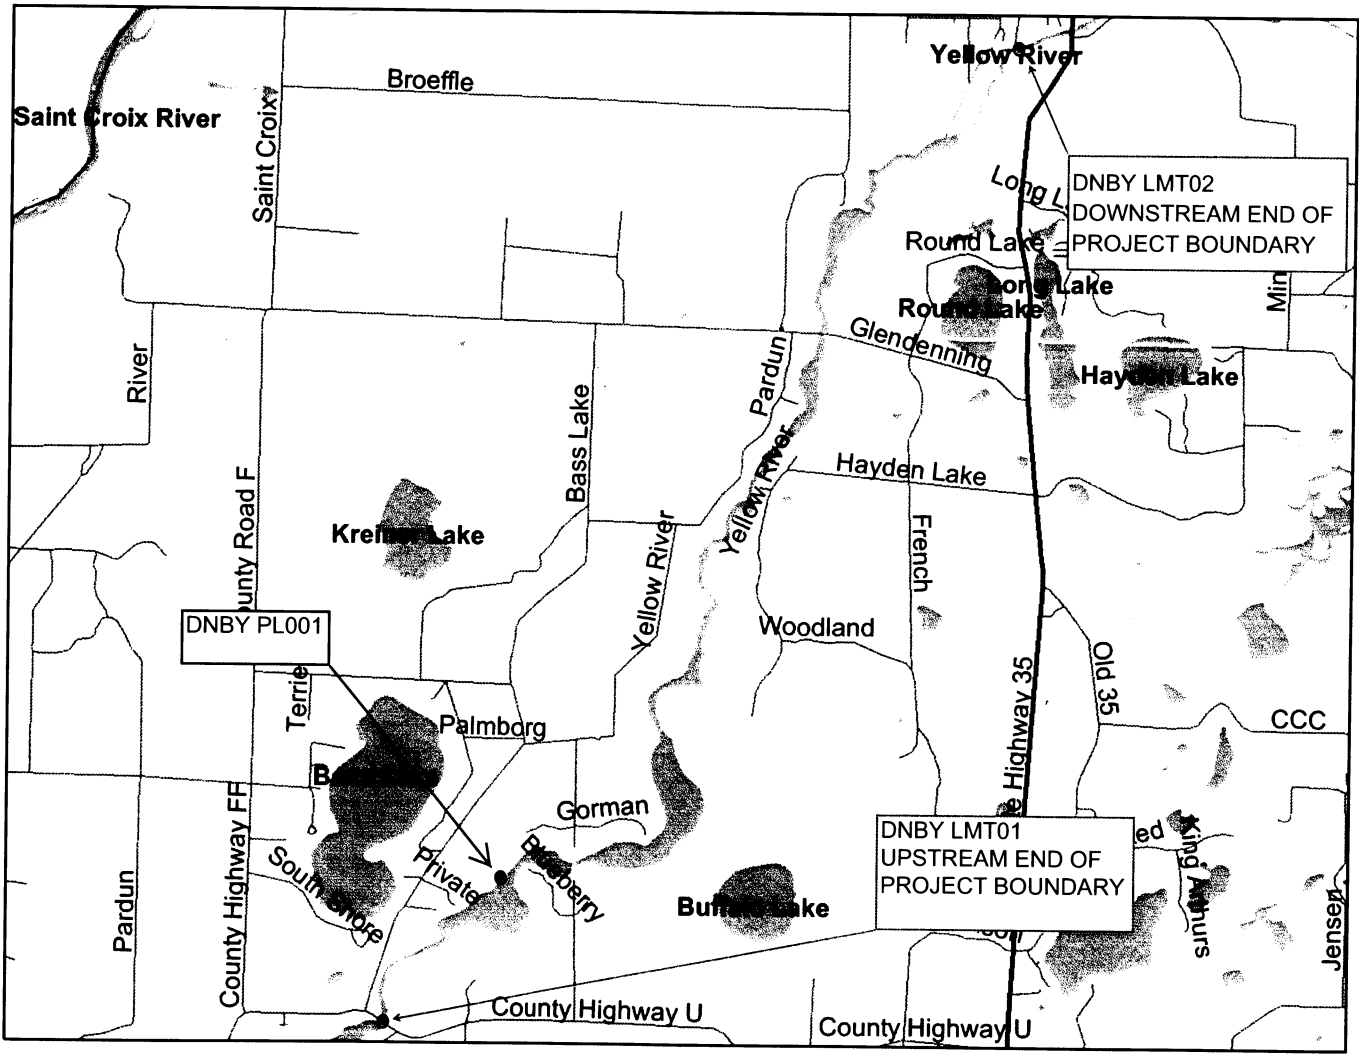 Yellow River
Broeffle
Saint Croix River
Saint Croix
Long L
DNBY LMT02
DOWNSTREAM END OF
PROJECT BOUNDARY
Round Lake
Long Lake
Round Lake
Min
Glendenning
Pardun
River
Hayden Lake
Bass Lake
Hayden Lake
Yellow River
County Road F
Kreiner Lake
French
Yellow River
DNBY PL001
Woodland
Old 35
Highway 35
Terrie
Palmborg
CCC
Gorman
County Highway FF
South Shore
Private
Blueberry
DNBY LMT01
UPSTREAM END OF
PROJECT BOUNDARY
ed
King Arthurs
Buffalo Lake
Pardun
Jensen
son
County Highway U
County Highway U